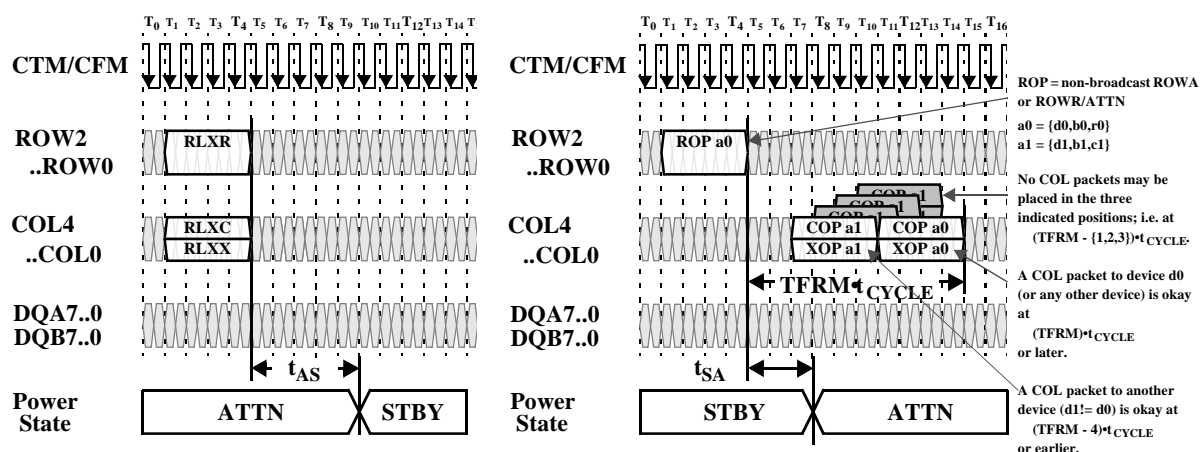 T0 T1 T2 T3 T4 T5 T6 T7 T8 T9 T10 T11 T12 T13 T14 T
CTM/CFM
ROW2
..ROW0
RLXR
COL4
..COL0
RLXC
RLXX
DQA7..0
DQB7..0
tAS
Power
State
ATTN
STBY
T0 T1 T2 T3 T4 T5 T6 T7 T8 T9 T10 T11 T12 T13 T14 T15 T16
CTM/CFM
ROW2
..ROW0
ROP a0
COL4
..COL0
COP a1
COP a1
COP a1
COP a1
COP a0
XOP a1
XOP a0
TFRM•tCYCLE
DQA7..0
DQB7..0
tSA
Power
State
STBY
ATTN
ROP = non-broadcast ROWA
or ROWR/ATTN
a0 = {d0,b0,r0}
a1 = {d1,b1,c1}
No COL packets may be
placed in the three
indicated positions; i.e. at
(TFRM - {1,2,3})•tCYCLE.
A COL packet to device d0
(or any other device) is okay
at
(TFRM)•tCYCLE
or later.
A COL packet to another
device (d1!= d0) is okay at
(TFRM - 4)•tCYCLE
or earlier.